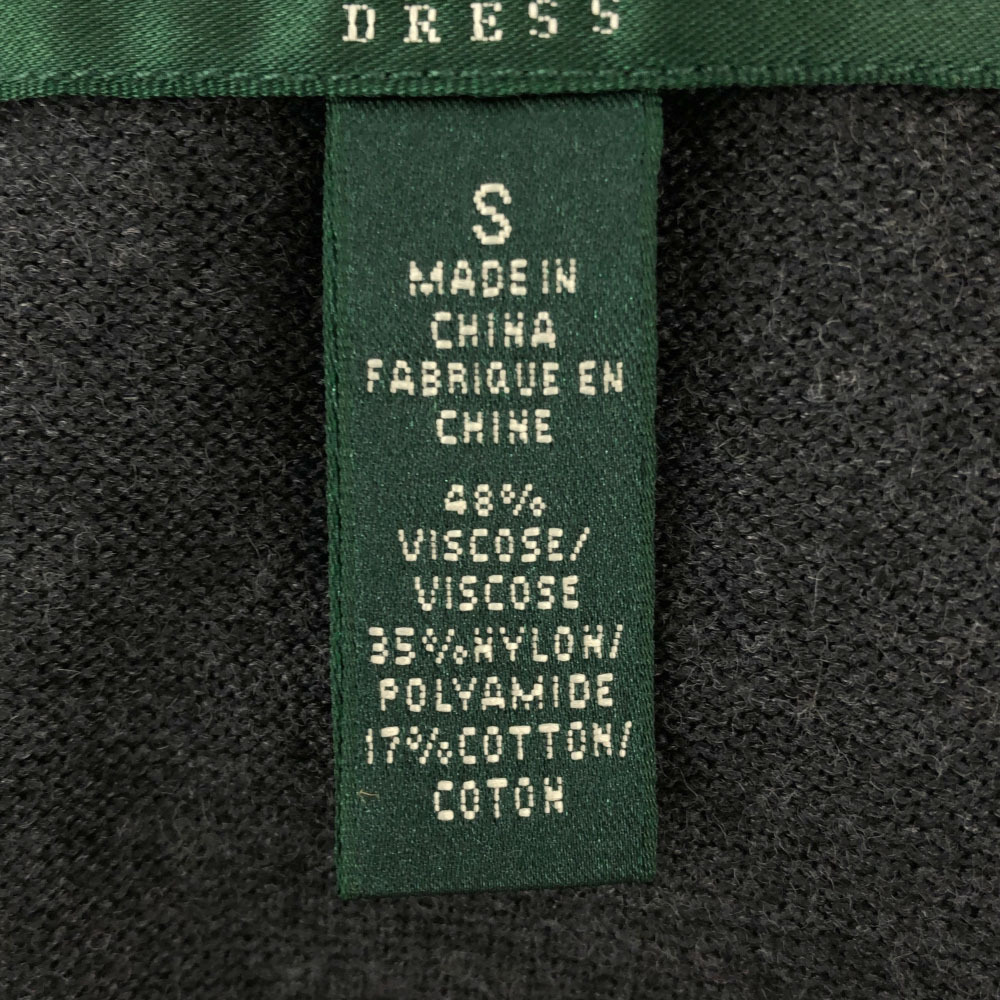 DRESS
S
MADE IN
CHINA
FABRIQUE EN
CHINE
48%
VISCOSE/
VISCOSE
35%NYLON/
POLYAMIDE
17%COTTON/
COTON